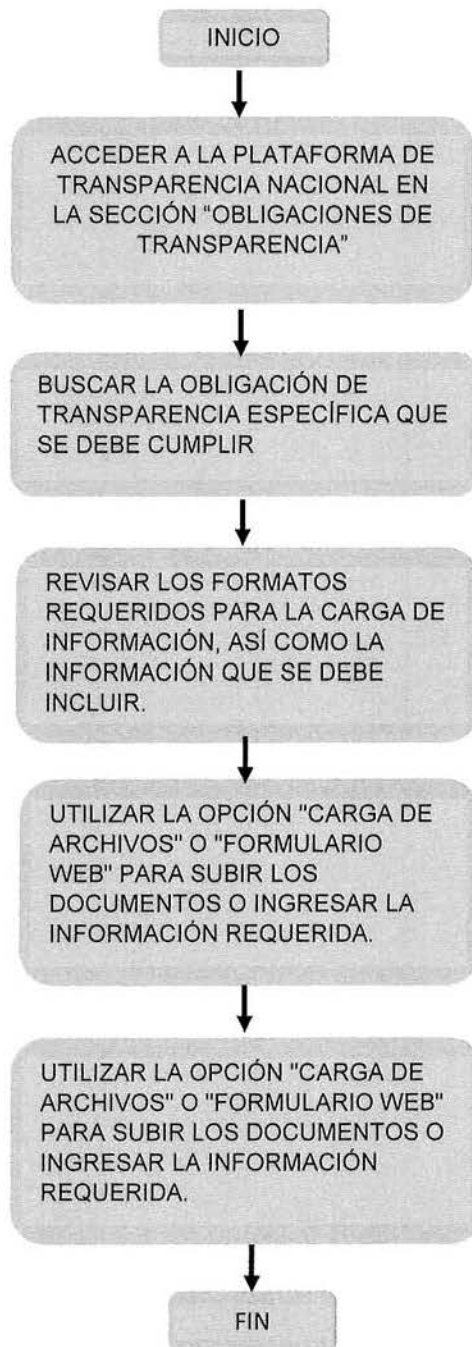 INICIO
ACCEDER A LA PLATAFORMA DE
TRANSPARENCIA NACIONAL EN
LA SECCIÓN “OBLIGACIONES DE
TRANSPARENCIA”
BUSCAR LA OBLIGACIÓN DE
TRANSPARENCIA ESPECÍFICA QUE
SE DEBE CUMPLIR
REVISAR LOS FORMATOS
REQUERIDOS PARA LA CARGA DE
INFORMACIÓN, ASÍ COMO LA
INFORMACIÓN QUE SE DEBE
INCLUIR.
UTILIZAR LA OPCIÓN "CARGA DE
ARCHIVOS" O "FORMULARIO
WEB" PARA SUBIR LOS
DOCUMENTOS O INGRESAR LA
INFORMACIÓN REQUERIDA.
UTILIZAR LA OPCIÓN "CARGA DE
ARCHIVOS" O "FORMULARIO WEB"
PARA SUBIR LOS DOCUMENTOS O
INGRESAR LA INFORMACIÓN
REQUERIDA.
FIN